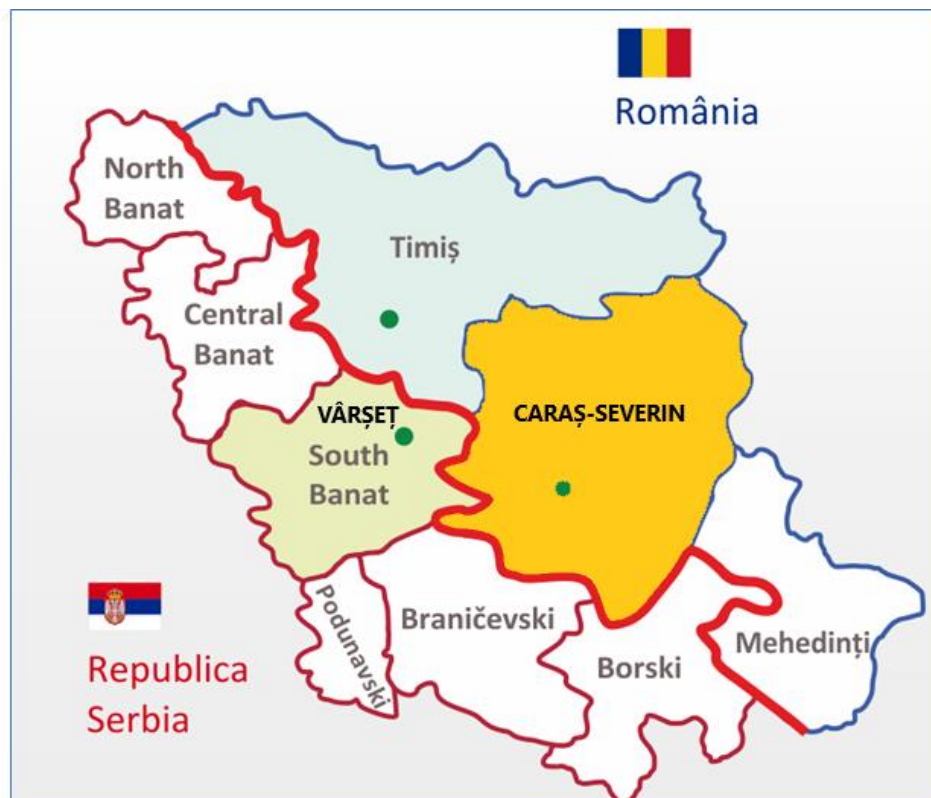 România
North
Banat
Timiș
Central
Banat
VÂRȘEȚ
CARAȘ-SEVERIN
South
Banat
Podunavski
Braničevski
Borski
Mehedinți
Republica
Serbia